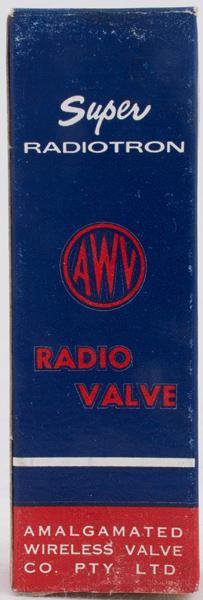 Super
RADIOTRON
AWV
RADIO
VALVE
AMALGAMATED
WIRELESS VALVE
CO. PTY. LTD